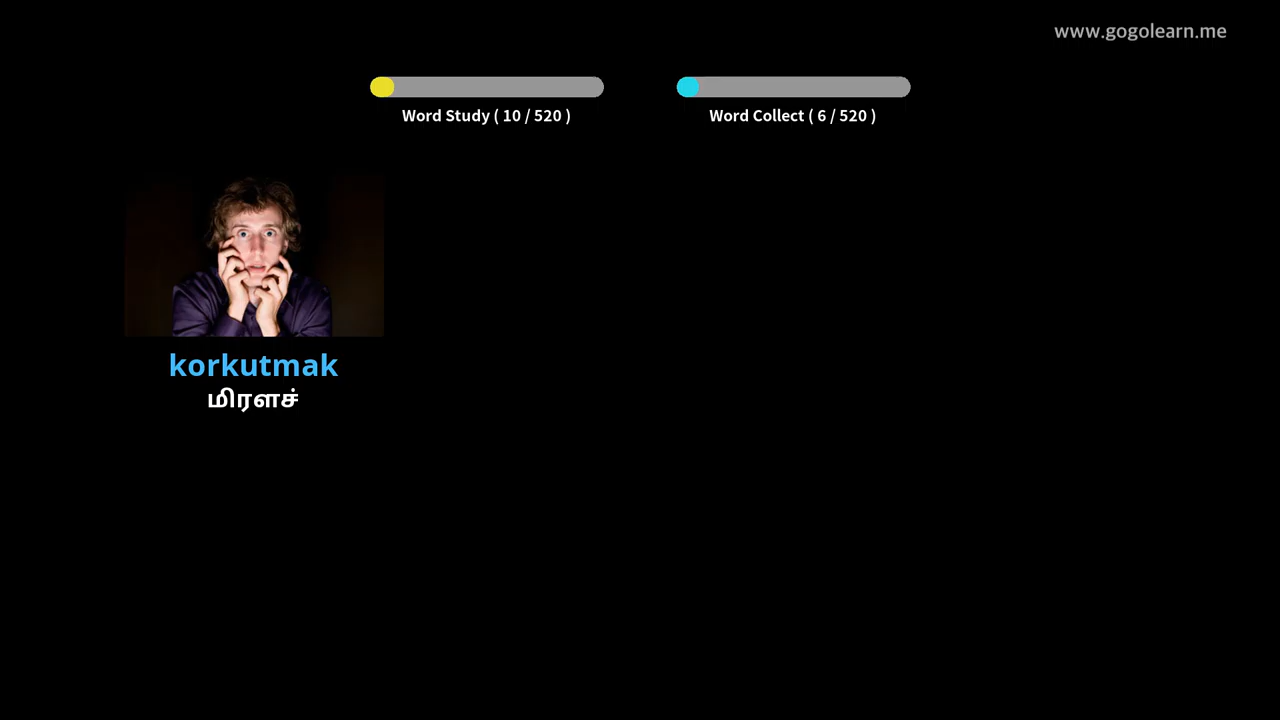 www.gogolearn.me
Word Study ( 10 / 520 )
Word Collect ( 6 / 520 )
korkutmak
மிரளச்